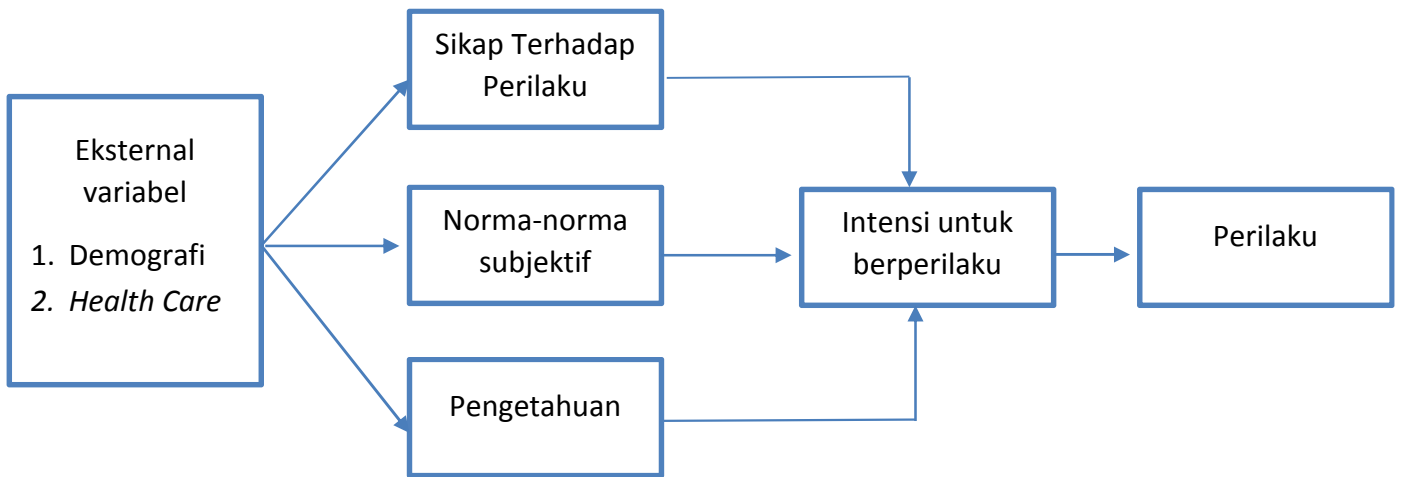 Eksternal
variabel
1. Demografi
2. Health Care
Sikap Terhadap
Perilaku
Norma-norma
subjektif
Pengetahuan
Intensi untuk
berperilaku
Perilaku